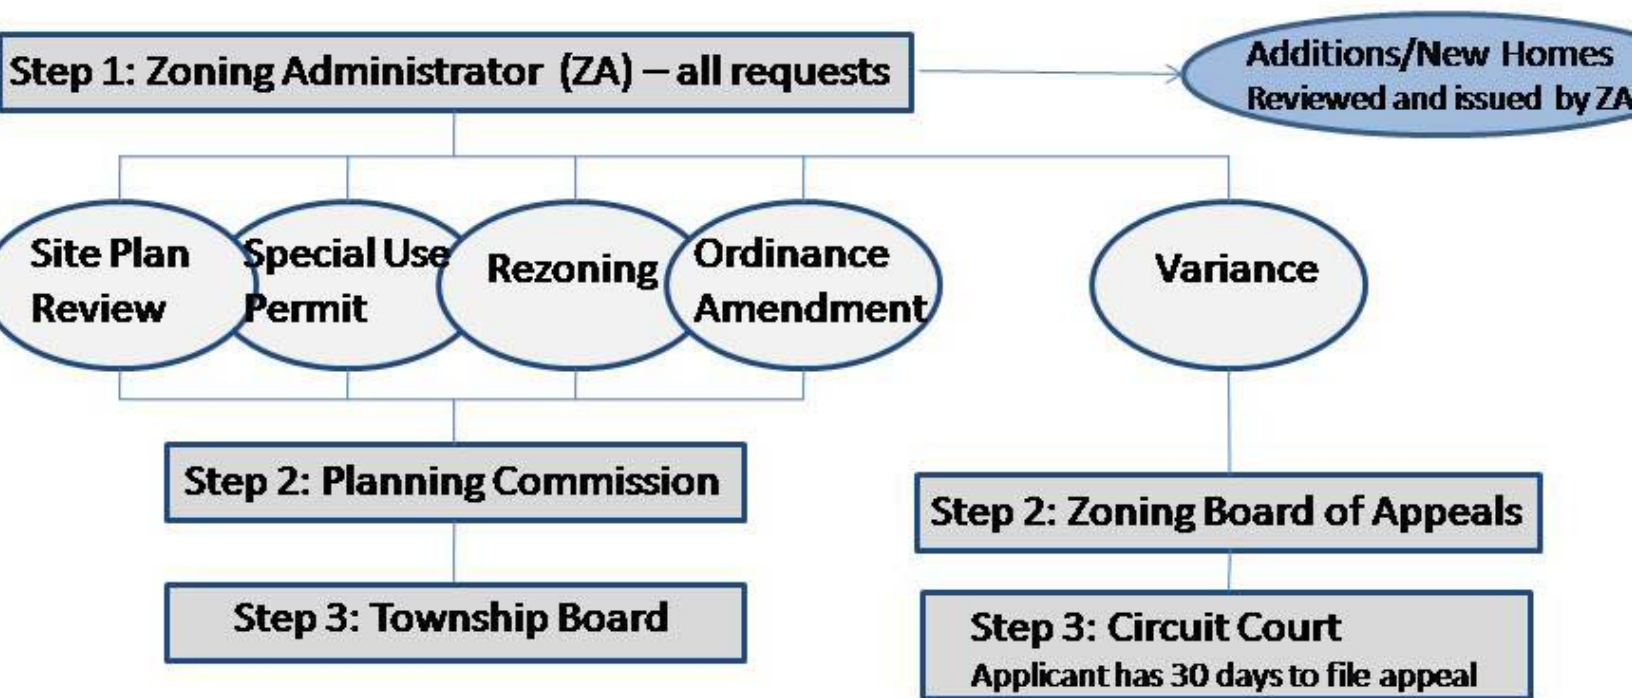 Step 1: Zoning Administrator (ZA) – all requests
Additions/New Homes
Reviewed and issued by ZA
Site Plan
Review
Special Use
Permit
Rezoning
Ordinance
Amendment
Variance
Step 2: Planning Commission
Step 3: Township Board
Step 2: Zoning Board of Appeals
Step 3: Circuit Court
Applicant has 30 days to file appeal